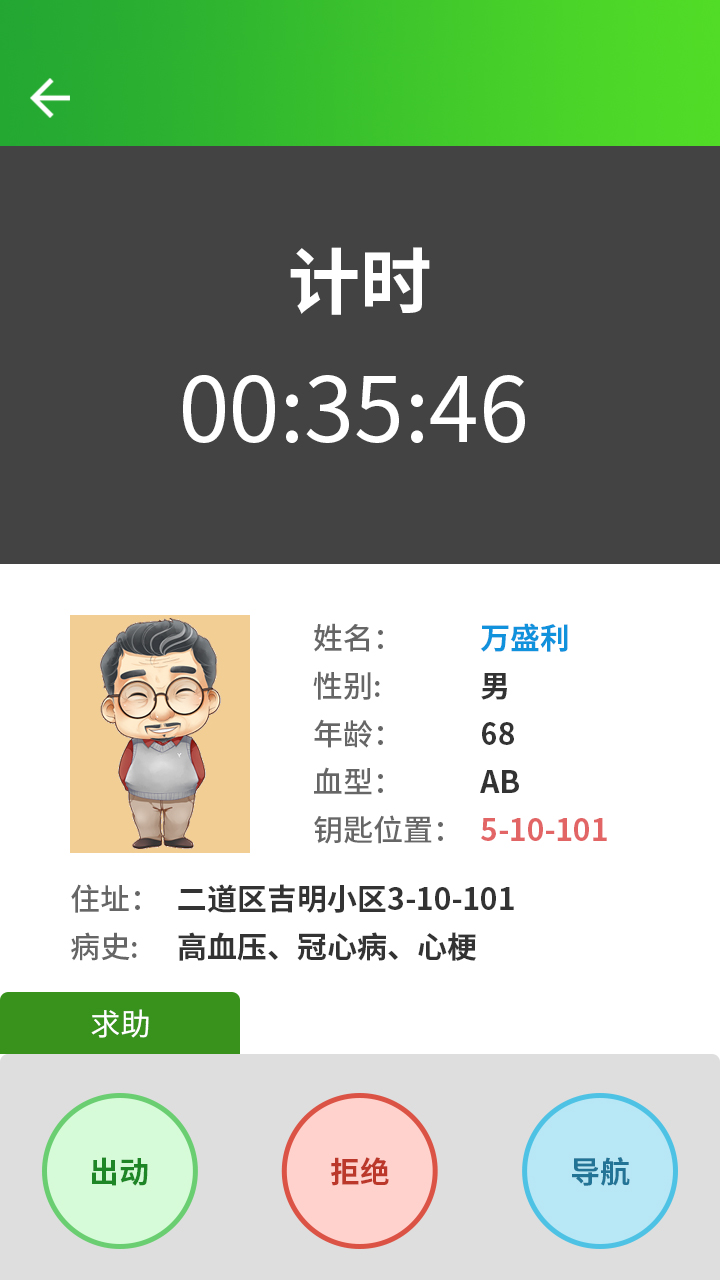 计时
00:35:46
姓名： 万盛利
性别: 男
年龄： 68
血型： AB
钥匙位置： 5-10-101
住址： 二道区吉明小区3-10-101
病史: 高血压、冠心病、心梗
求助
出动 拒绝 导航